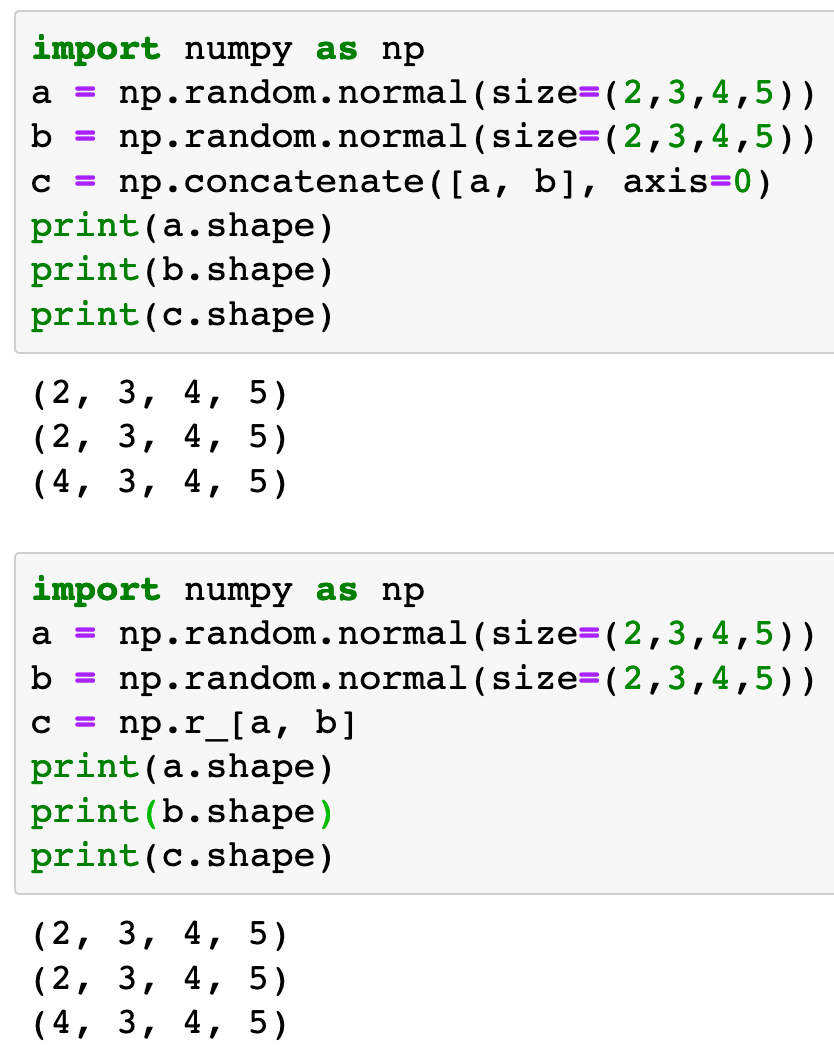 import numpy as np
a = np.random.normal(size=(2,3,4,5))
b = np.random.normal(size=(2,3,4,5))
c = np.concatenate([a, b], axis=0)
print(a.shape)
print(b.shape)
print(c.shape)
(2, 3, 4, 5)
(2, 3, 4, 5)
(4, 3, 4, 5)
import numpy as np
a = np.random.normal(size=(2,3,4,5))
b = np.random.normal(size=(2,3,4,5))
c = np.r_[a, b]
print(a.shape)
print(b.shape)
print(c.shape)
(2, 3, 4, 5)
(2, 3, 4, 5)
(4, 3, 4, 5)